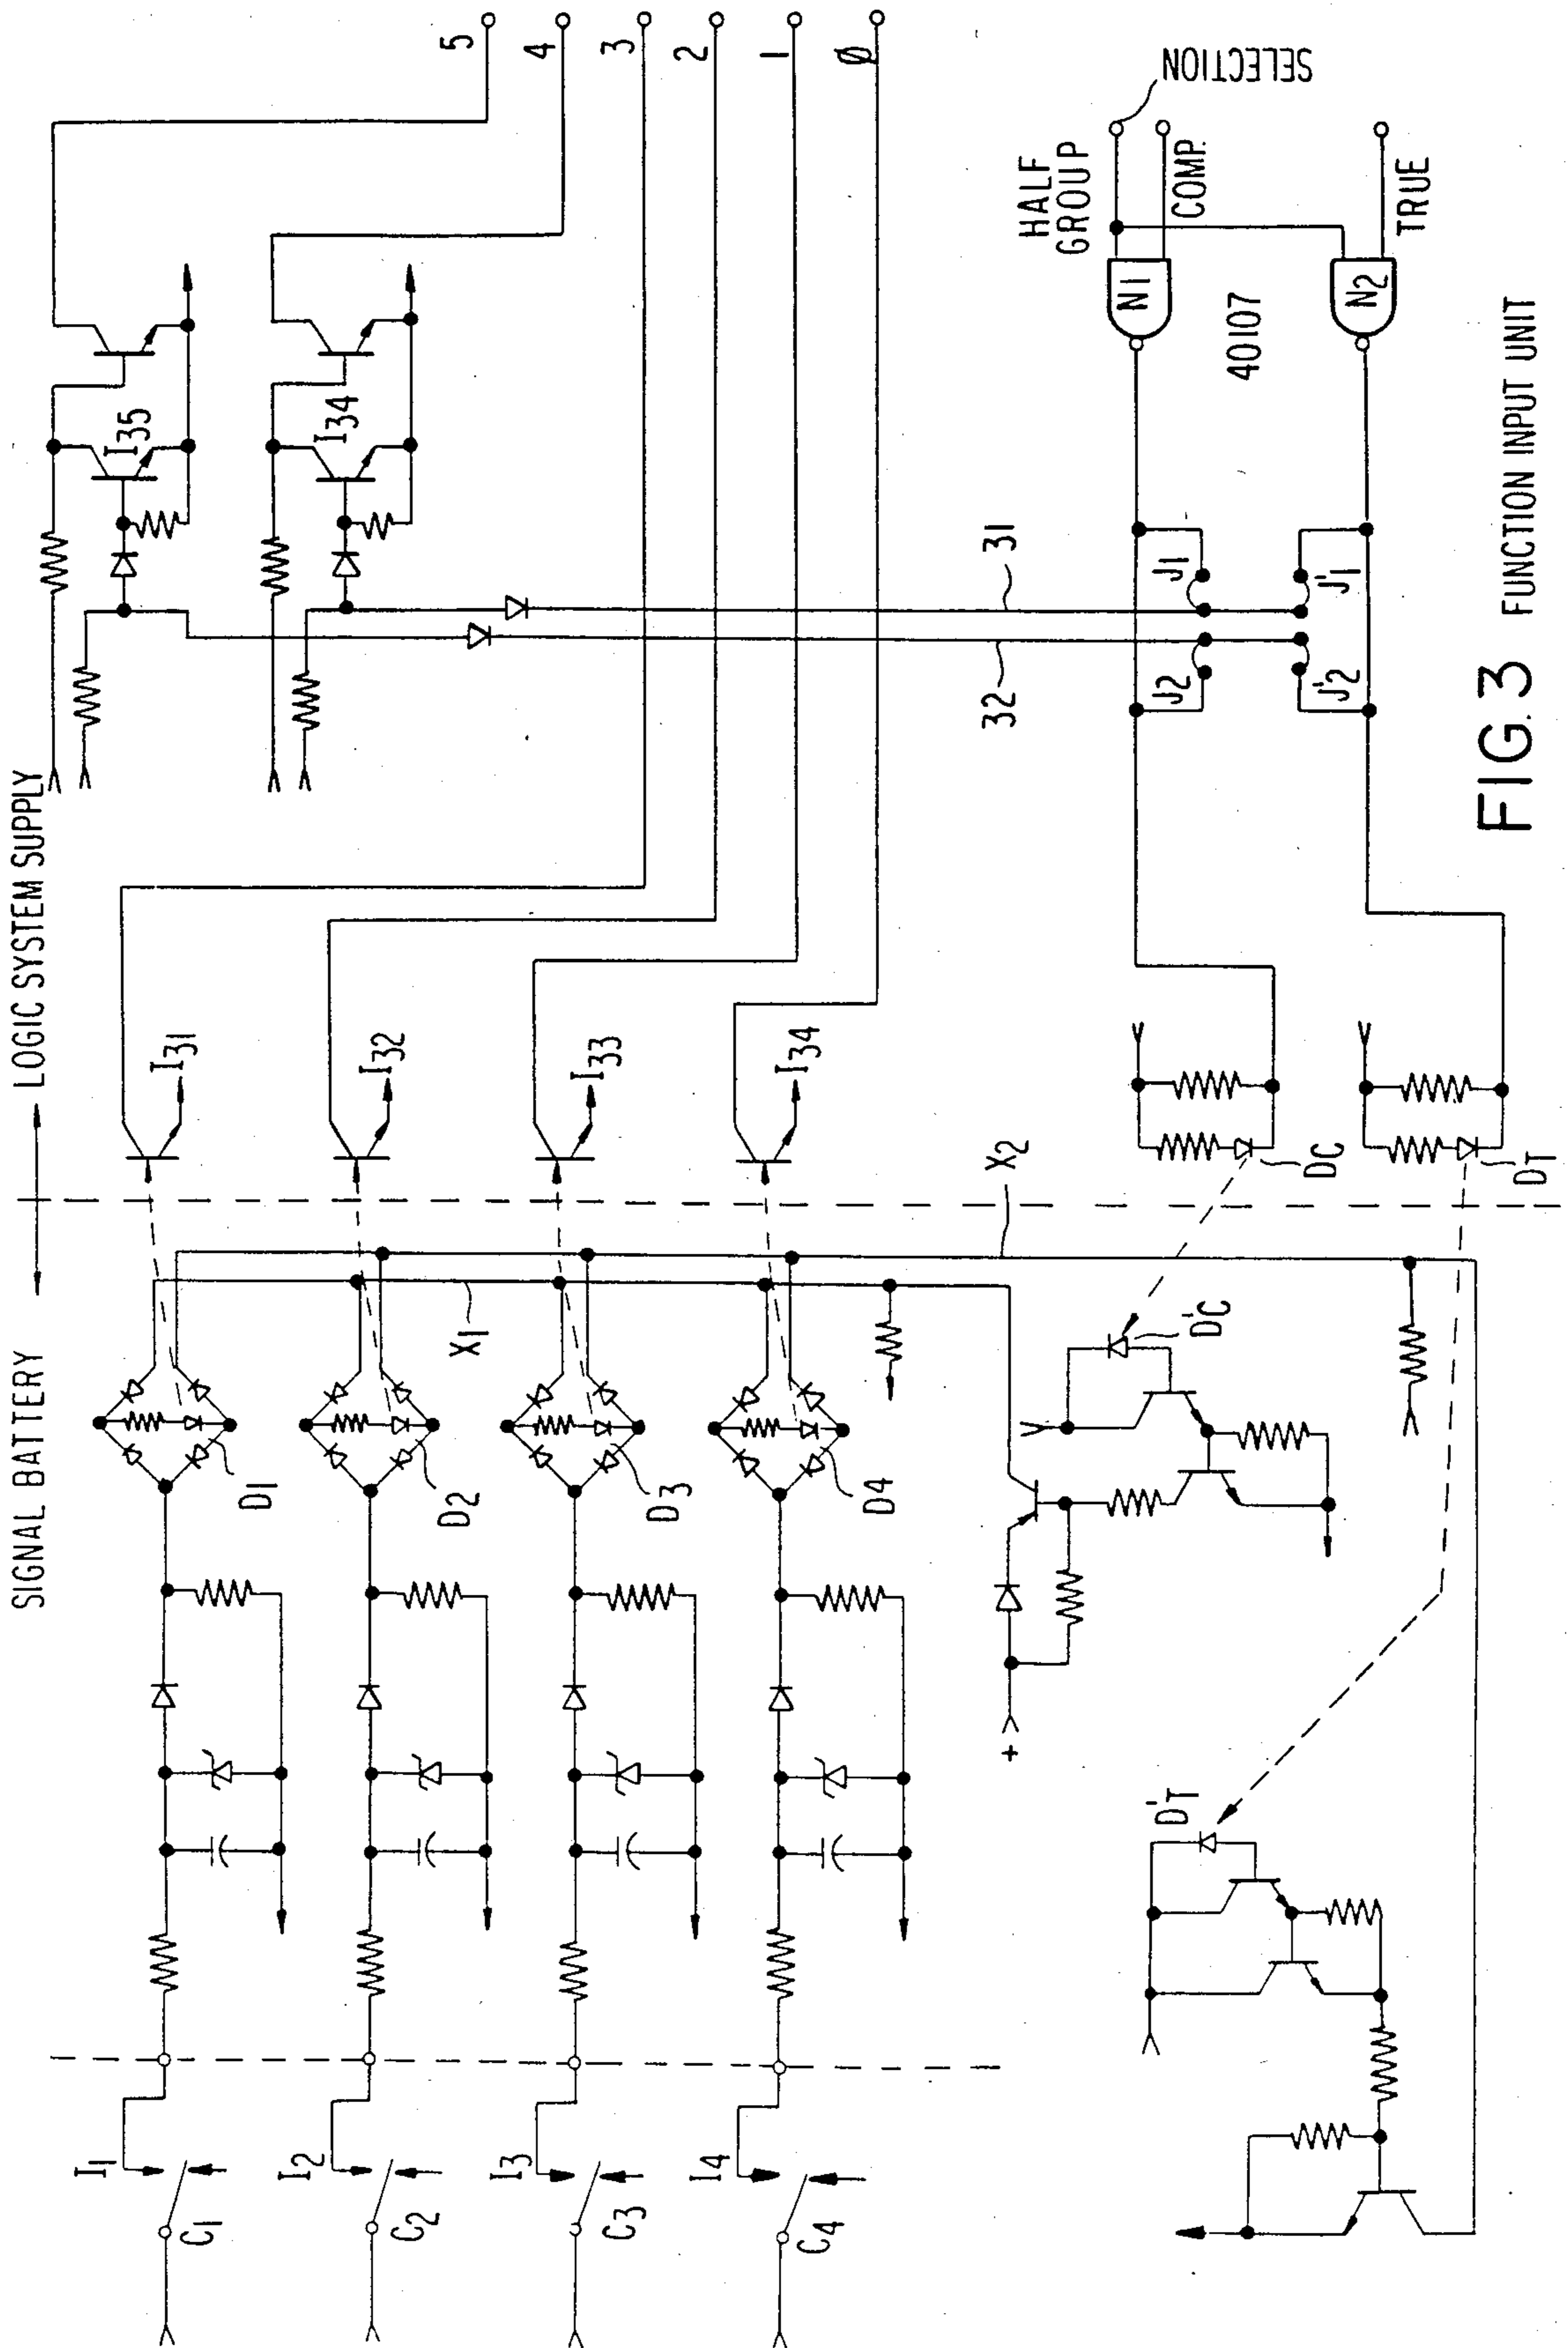 SIGNAL BATTERY
LOGIC SYSTEM SUPPLY
I1
C1
D1
I31
I35
5
I2
C2
D2
I32
I34
4
I3
C3
D3
I33
3
I4
C4
D4
I34
2
1
Ø
X1
X2
32
31
+
D'C
DC
D'T
DT
J2
J1
J'2
J'1
N1
40107
N2
HALF
GROUP
COMP.
SELECTION
TRUE
FIG. 3 FUNCTION INPUT UNIT